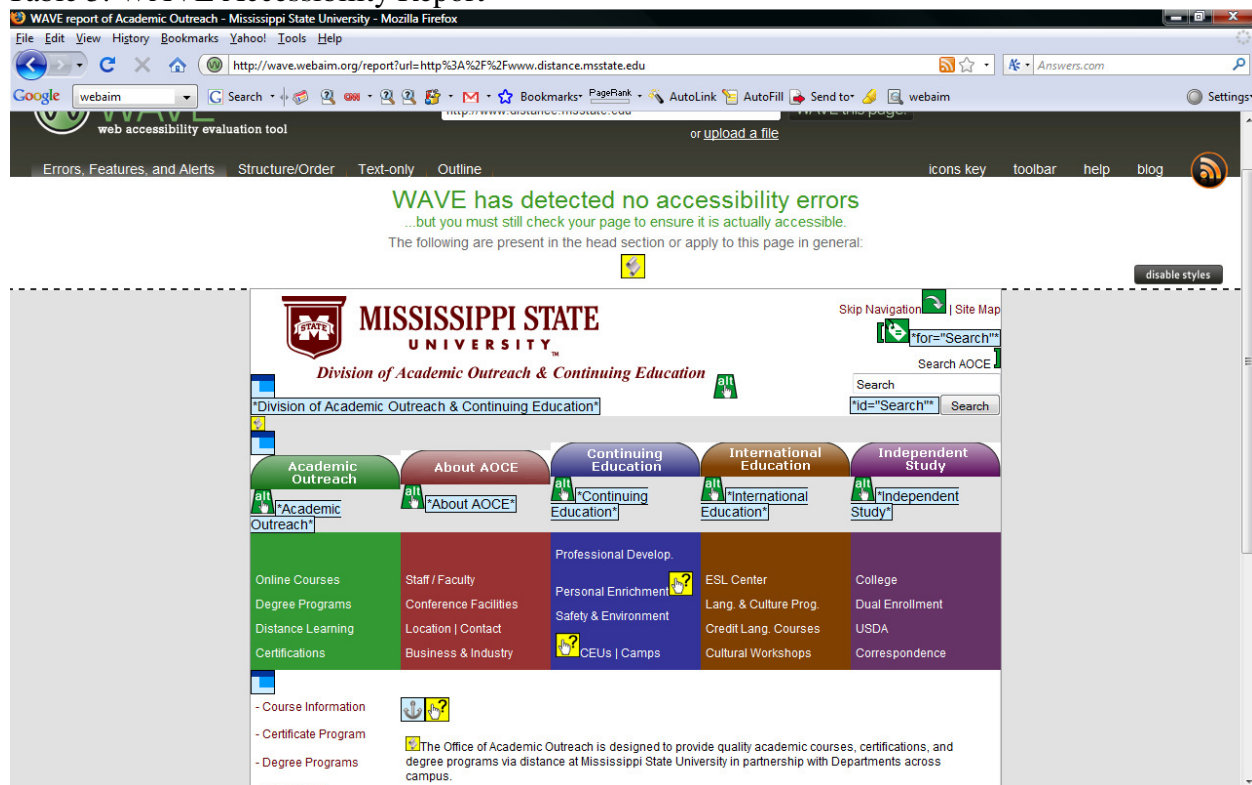 WAVE report of Academic Outreach - Mississippi State University - Mozilla Firefox
File Edit View History Bookmarks Yahoo! Tools Help
http://wave.webaim.org/report?url=http%3A%2F%2Fwww.distance.msstate.edu
Answers.com
Google webaim Search Bookmarks PageRank AutoLink AutoFill Send to webaim Settings
web accessibility evaluation tool
or upload a file
Errors, Features, and Alerts Structure/Order Text-only Outline icons key toolbar help blog
WAVE has detected no accessibility errors
...but you must still check your page to ensure it is actually accessible.
The following are present in the head section or apply to this page in general:
disable styles
Skip Navigation | Site Map
STATE MISSISSIPPI STATE
UNIVERSITY TM
*for="Search"*
Search AOCE
Division of Academic Outreach & Continuing Education alt
Search
*Division of Academic Outreach & Continuing Education*
*id="Search"* Search
Academic Outreach
About AOCE
Continuing Education
International Education
Independent Study
alt *Academic Outreach*
alt *About AOCE*
alt *Continuing Education*
alt *International Education*
alt *Independent Study*
Online Courses
Degree Programs
Distance Learning
Certifications
Staff / Faculty
Conference Facilities
Location | Contact
Business & Industry
Professional Develop.
Personal Enrichment ?
Safety & Environment
? CEUs | Camps
ESL Center
Lang. & Culture Prog.
Credit Lang. Courses
Cultural Workshops
College
Dual Enrollment
USDA
Correspondence
- Course Information
- Certificate Program
- Degree Programs
?
The Office of Academic Outreach is designed to provide quality academic courses, certifications, and
degree programs via distance at Mississippi State University in partnership with Departments across
campus.